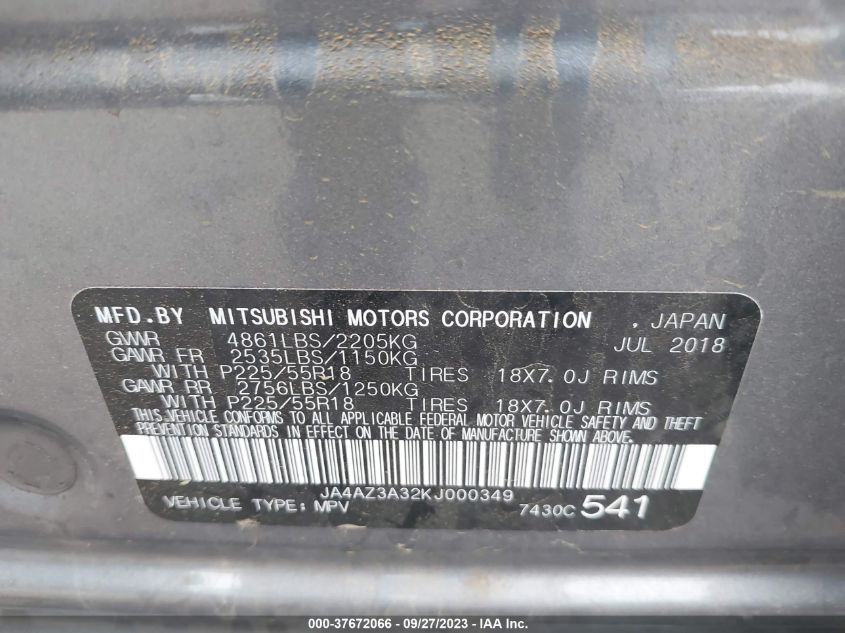 MFD.BY MITSUBISHI MOTORS CORPORATION , JAPAN
GVWR 4861LBS/2205KG JUL 2018
GAWR FR 2535LBS/1150KG
WITH P225/55R18 TIRES 18X7.0J RIMS
GAWR RR 2756LBS/1250KG
WITH P225/55R18 TIRES 18X7.0J RIMS
THIS VEHICLE CONFORMS TO ALL APPLICABLE FEDERAL MOTOR VEHICLE SAFETY AND THEFT
PREVENTION STANDARDS IN EFFECT ON THE DATE OF MANUFACTURE SHOWN ABOVE.
JA4AZ3A32KJ000349
VEHICLE TYPE: MPV 7430C 541
000-37672066 - 09/27/2023 - IAA Inc.